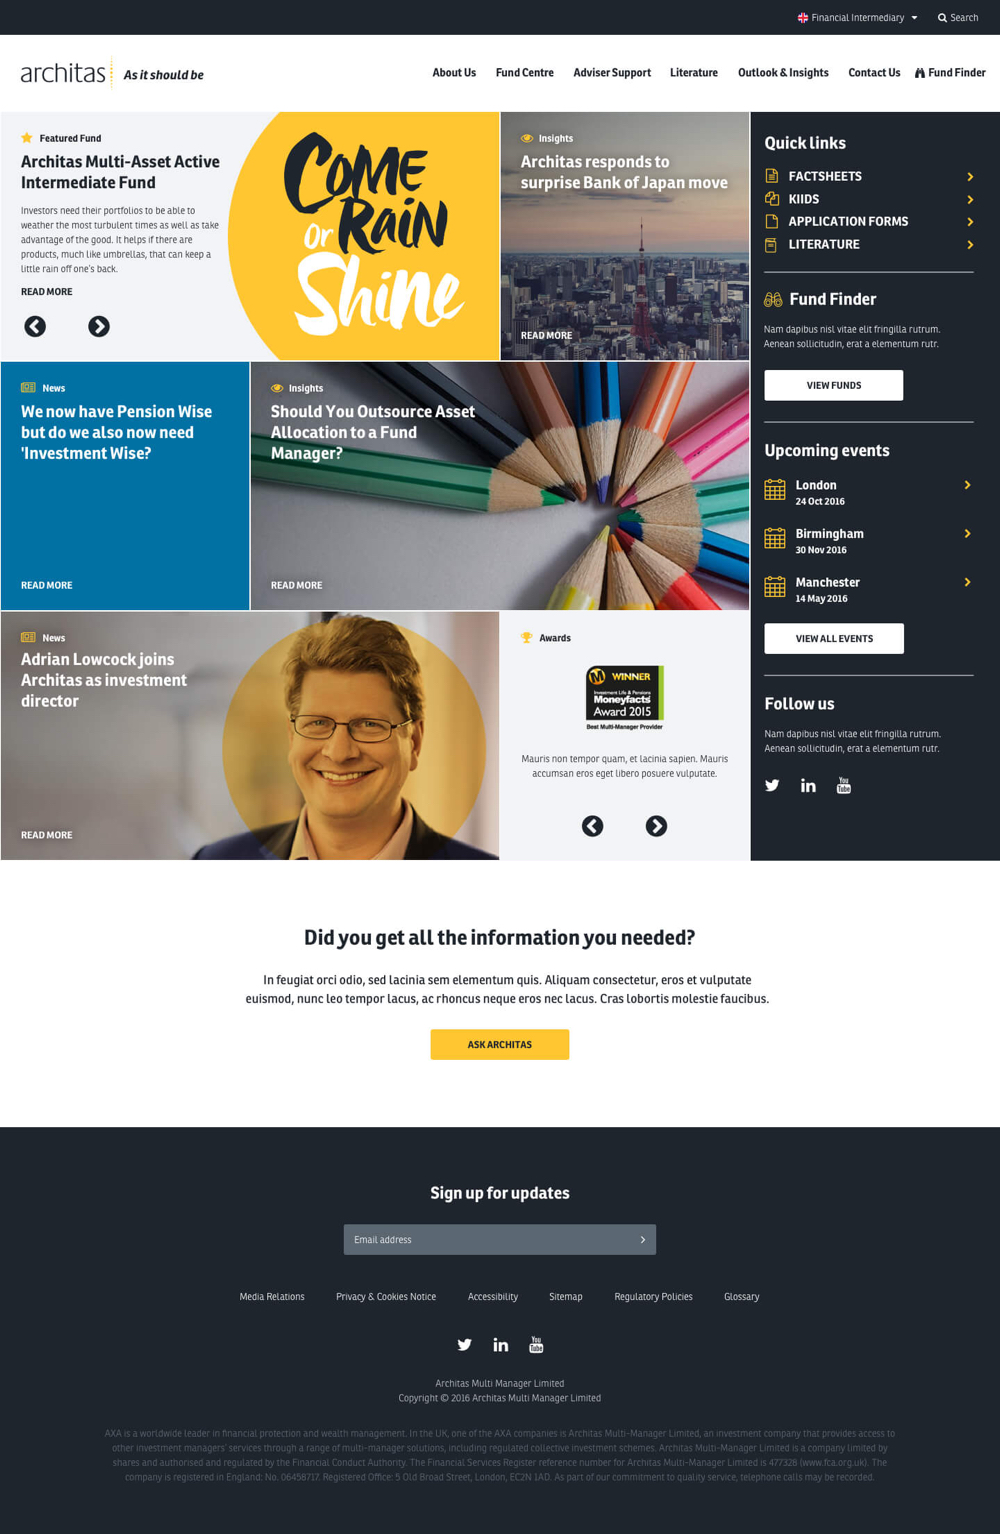 Financial Intermediary
Search
architas
As it should be
About Us
Fund Centre
Adviser Support
Literature
Outlook & Insights
Contact Us
Fund Finder
Featured Fund
Architas Multi-Asset Active
Intermediate Fund
Investors need their portfolios to be able to
weather the most turbulent times as well as take
advantage of the good. It helps if there are
products, much like umbrellas, that can keep a
little rain off one's back.
READ MORE
COME
RAIN
Or
Shine
Insights
Architas responds to
surprise Bank of Japan move
READ MORE
News
We now have Pension Wise
but do we also now need
'Investment Wise?
READ MORE
Insights
Should You Outsource Asset
Allocation to a Fund
Manager?
READ MORE
News
Adrian Lowcock joins
Architas as investment
director
READ MORE
Awards
WINNER
Investment Life & Pensions
Moneyfacts
Award 2015
Best Multi-Manager Provider
Mauris non tempor quam, et lacinia sapien. Mauris
accumsan eros eget libero posuere vulputate.
Quick links
FACTSHEETS
KIIDS
APPLICATION FORMS
LITERATURE
Fund Finder
Nam dapibus nisl vitae elit fringilla rutrum.
Aenean sollicitudin, erat a elementum rutr.
VIEW FUNDS
Upcoming events
London
24 Oct 2016
Birmingham
30 Nov 2016
Manchester
14 May 2016
VIEW ALL EVENTS
Follow us
Nam dapibus nisl vitae elit fringilla rutrum.
Aenean sollicitudin, erat a elementum rutr.
You
Tube
Did you get all the information you needed?
In feugiat orci odio, sed lacinia sem elementum quis. Aliquam consectetur, eros et vulputate
euismod, nunc leo tempor lacus, ac rhoncus neque eros nec lacus. Cras lobortis molestie faucibus.
ASK ARCHITAS
Sign up for updates
Email address
Media Relations
Privacy & Cookies Notice
Accessibility
Sitemap
Regulatory Policies
Glossary
You
Tube
Architas Multi Manager Limited
Copyright © 2016 Architas Multi Manager Limited
AXA is a worldwide leader in financial protection and wealth management. In the UK, one of the AXA companies is Architas Multi-Manager Limited, an investment company that provides access to
other investment managers' services through a range of multi-manager solutions, including regulated collective investment schemes. Architas Multi-Manager Limited is a company limited by
shares and authorised and regulated by the Financial Conduct Authority. The Financial Services Register reference number for Architas Multi-Manager Limited is 477328 (www.fca.org.uk). The
company is registered in England: No. 06458717. Registered Office: 5 Old Broad Street, London, EC2N 1AD. As part of our commitment to quality service, telephone calls may be recorded.